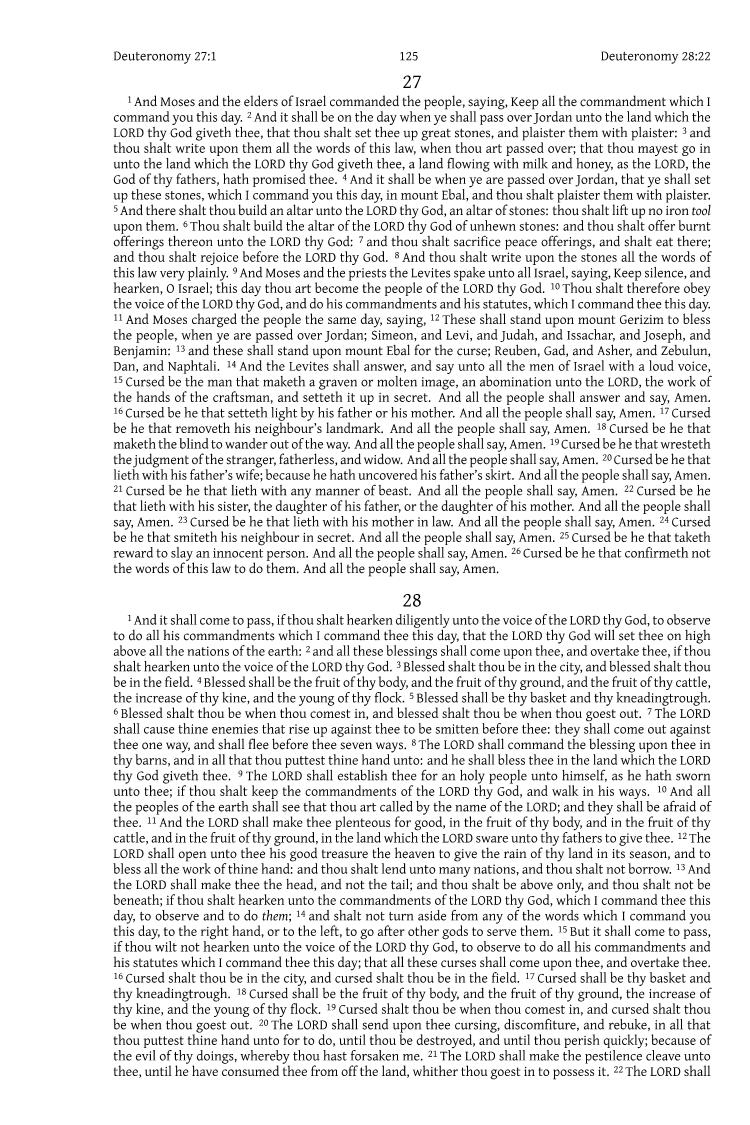 Deuteronomy 27:1 125 Deuteronomy 28:22
27
1 And Moses and the elders of Israel commanded the people, saying, Keep all the commandment which I
command you this day. 2 And it shall be on the day when ye shall pass over Jordan unto the land which the
LORD thy God giveth thee, that thou shalt set thee up great stones, and plaister them with plaister: 3 and
thou shalt write upon them all the words of this law, when thou art passed over; that thou mayest go in
unto the land which the LORD thy God giveth thee, a land flowing with milk and honey, as the LORD, the
God of thy fathers, hath promised thee. 4 And it shall be when ye are passed over Jordan, that ye shall set
up these stones, which I command you this day, in mount Ebal, and thou shalt plaister them with plaister.
5 And there shalt thou build an altar unto the LORD thy God, an altar of stones: thou shalt lift up no iron tool
upon them. 6 Thou shalt build the altar of the LORD thy God of unhewn stones: and thou shalt offer burnt
offerings thereon unto the LORD thy God: 7 and thou shalt sacrifice peace offerings, and shalt eat there;
and thou shalt rejoice before the LORD thy God. 8 And thou shalt write upon the stones all the words of
this law very plainly. 9 And Moses and the priests the Levites spake unto all Israel, saying, Keep silence, and
hearken, O Israel; this day thou art become the people of the LORD thy God. 10 Thou shalt therefore obey
the voice of the LORD thy God, and do his commandments and his statutes, which I command thee this day.
11 And Moses charged the people the same day, saying, 12 These shall stand upon mount Gerizim to bless
the people, when ye are passed over Jordan; Simeon, and Levi, and Judah, and Issachar, and Joseph, and
Benjamin: 13 and these shall stand upon mount Ebal for the curse; Reuben, Gad, and Asher, and Zebulun,
Dan, and Naphtali. 14 And the Levites shall answer, and say unto all the men of Israel with a loud voice,
15 Cursed be the man that maketh a graven or molten image, an abomination unto the LORD, the work of
the hands of the craftsman, and setteth it up in secret. And all the people shall answer and say, Amen.
16 Cursed be he that setteth light by his father or his mother. And all the people shall say, Amen. 17 Cursed
be he that removeth his neighbour's landmark. And all the people shall say, Amen. 18 Cursed be he that
maketh the blind to wander out of the way. And all the people shall say, Amen. 19 Cursed be he that wresteth
the judgment of the stranger, fatherless, and widow. And all the people shall say, Amen. 20 Cursed be he that
lieth with his father's wife; because he hath uncovered his father's skirt. And all the people shall say, Amen.
21 Cursed be he that lieth with any manner of beast. And all the people shall say, Amen. 22 Cursed be he
that lieth with his sister, the daughter of his father, or the daughter of his mother. And all the people shall
say, Amen. 23 Cursed be he that lieth with his mother in law. And all the people shall say, Amen. 24 Cursed
be he that smiteth his neighbour in secret. And all the people shall say, Amen. 25 Cursed be he that taketh
reward to slay an innocent person. And all the people shall say, Amen. 26 Cursed be he that confirmeth not
the words of this law to do them. And all the people shall say, Amen.
28
1 And it shall come to pass, if thou shalt hearken diligently unto the voice of the LORD thy God, to observe
to do all his commandments which I command thee this day, that the LORD thy God will set thee on high
above all the nations of the earth: 2 and all these blessings shall come upon thee, and overtake thee, if thou
shalt hearken unto the voice of the LORD thy God. 3 Blessed shalt thou be in the city, and blessed shalt thou
be in the field. 4 Blessed shall be the fruit of thy body, and the fruit of thy ground, and the fruit of thy cattle,
the increase of thy kine, and the young of thy flock. 5 Blessed shall be thy basket and thy kneadingtrough.
6 Blessed shalt thou be when thou comest in, and blessed shalt thou be when thou goest out. 7 The LORD
shall cause thine enemies that rise up against thee to be smitten before thee: they shall come out against
thee one way, and shall flee before thee seven ways. 8 The LORD shall command the blessing upon thee in
thy barns, and in all that thou puttest thine hand unto: and he shall bless thee in the land which the LORD
thy God giveth thee. 9 The LORD shall establish thee for an holy people unto himself, as he hath sworn
unto thee; if thou shalt keep the commandments of the LORD thy God, and walk in his ways. 10 And all
the peoples of the earth shall see that thou art called by the name of the LORD; and they shall be afraid of
thee. 11 And the LORD shall make thee plenteous for good, in the fruit of thy body, and in the fruit of thy
cattle, and in the fruit of thy ground, in the land which the LORD sware unto thy fathers to give thee. 12 The
LORD shall open unto thee his good treasure the heaven to give the rain of thy land in its season, and to
bless all the work of thine hand: and thou shalt lend unto many nations, and thou shalt not borrow. 13 And
the LORD shall make thee the head, and not the tail; and thou shalt be above only, and thou shalt not be
beneath; if thou shalt hearken unto the commandments of the LORD thy God, which I command thee this
day, to observe and to do them; 14 and shalt not turn aside from any of the words which I command you
this day, to the right hand, or to the left, to go after other gods to serve them. 15 But it shall come to pass,
if thou wilt not hearken unto the voice of the LORD thy God, to observe to do all his commandments and
his statutes which I command thee this day; that all these curses shall come upon thee, and overtake thee.
16 Cursed shalt thou be in the city, and cursed shalt thou be in the field. 17 Cursed shall be thy basket and
thy kneadingtrough. 18 Cursed shall be the fruit of thy body, and the fruit of thy ground, the increase of
thy kine, and the young of thy flock. 19 Cursed shalt thou be when thou comest in, and cursed shalt thou
be when thou goest out. 20 The LORD shall send upon thee cursing, discomfiture, and rebuke, in all that
thou puttest thine hand unto for to do, until thou be destroyed, and until thou perish quickly; because of
the evil of thy doings, whereby thou hast forsaken me. 21 The LORD shall make the pestilence cleave unto
thee, until he have consumed thee from off the land, whither thou goest in to possess it. 22 The LORD shall